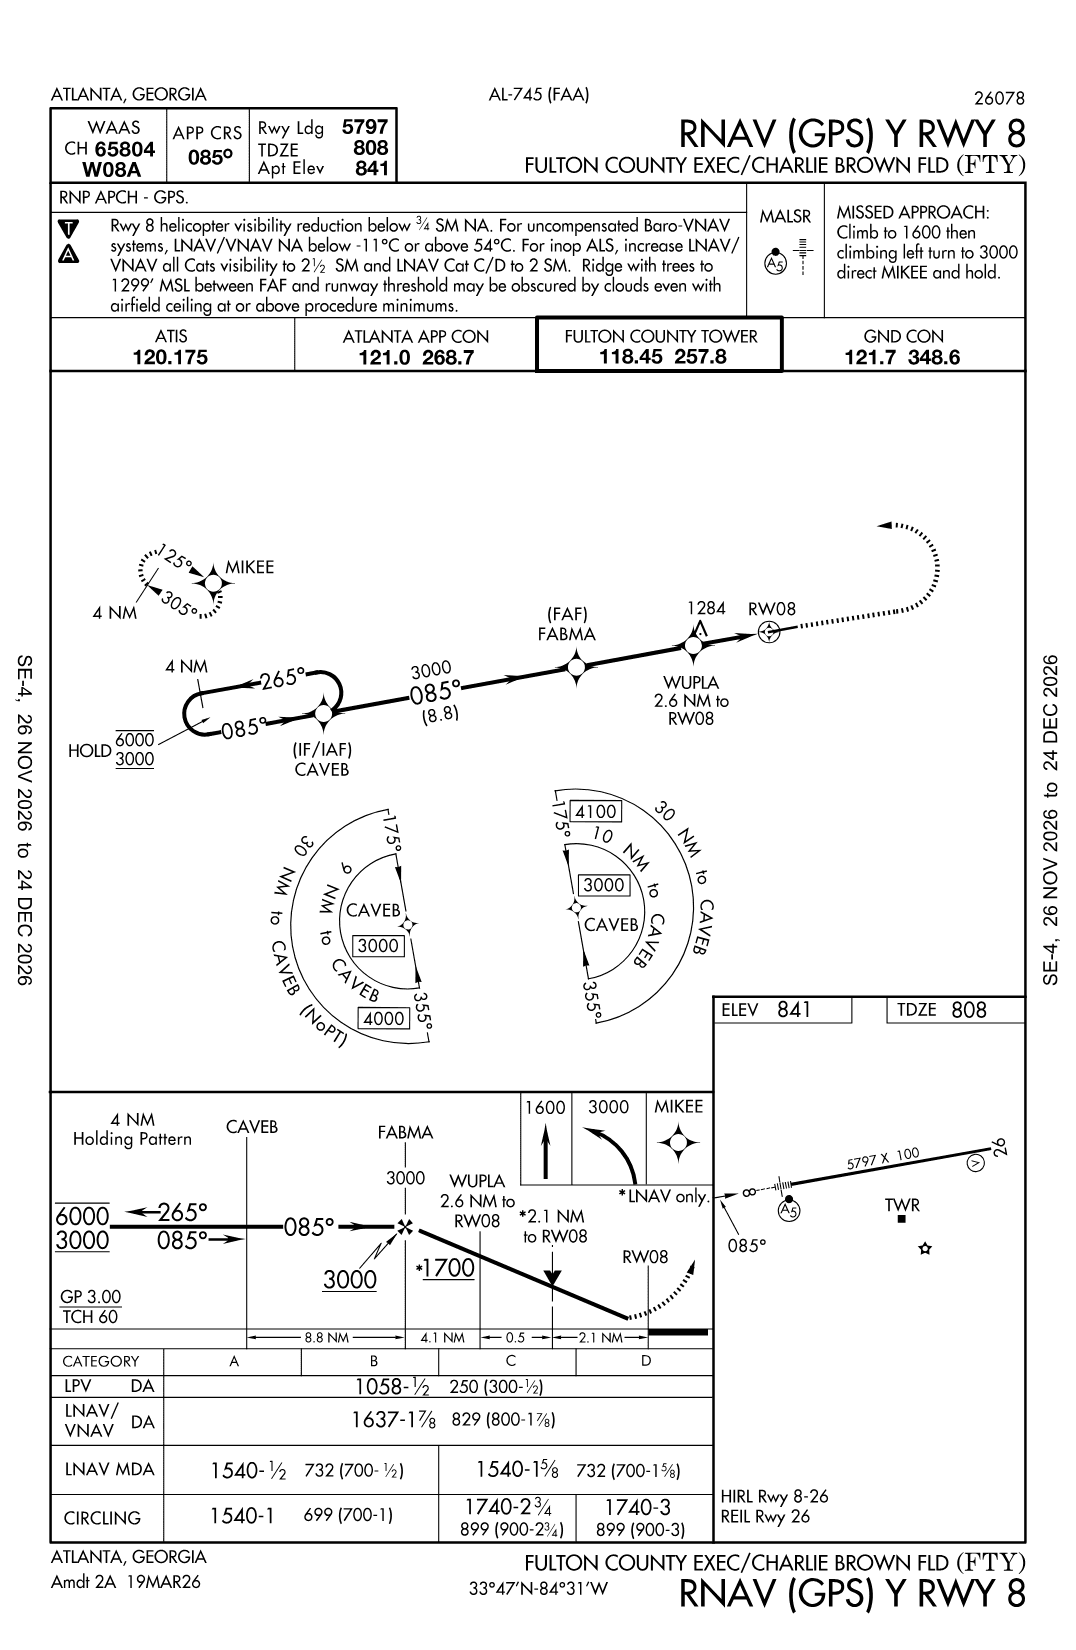 ATLANTA, GEORGIA
AL-745 (FAA)
26078
WAAS
CH 65804
W08A
APP CRS
085°
Rwy Ldg 5797
TDZE 808
Apt Elev 841
RNAV (GPS) Y RWY 8
FULTON COUNTY EXEC/CHARLIE BROWN FLD (FTY)
RNP APCH - GPS.
T
A
Rwy 8 helicopter visibility reduction below ¾ SM NA. For uncompensated Baro-VNAV
systems, LNAV/VNAV NA below -11°C or above 54°C. For inop ALS, increase LNAV/
VNAV all Cats visibility to 2½ SM and LNAV Cat C/D to 2 SM. Ridge with trees to
1299' MSL between FAF and runway threshold may be obscured by clouds even with
airfield ceiling at or above procedure minimums.
MALSR
A5
MISSED APPROACH:
Climb to 1600 then
climbing left turn to 3000
direct MIKEE and hold.
ATIS
120.175
ATLANTA APP CON
121.0 268.7
FULTON COUNTY TOWER
118.45 257.8
GND CON
121.7 348.6
125°
MIKEE
305°
4 NM
1284
RW08
(FAF)
FABMA
4 NM
265°
3000
085°
(8.8)
WUPLA
2.6 NM to
RW08
085°
HOLD 6000
3000
(IF/IAF)
CAVEB
175°
30 NM to CAVEB (NoPT)
9 NM to CAVEB
CAVEB
3000
4000
355°
175°
4100
30 NM to CAVEB
10 NM to CAVEB
3000
CAVEB
355°
SE-4, 26 NOV 2026 to 24 DEC 2026
SE-4, 26 NOV 2026 to 24 DEC 2026
ELEV 841
TDZE 808
5797 X 100
26
8
A5
V
TWR
085°
HIRL Rwy 8-26
REIL Rwy 26
4 NM
Holding Pattern
CAVEB
FABMA
3000
1600
3000
MIKEE
*LNAV only.
WUPLA
2.6 NM to
RW08
*2.1 NM
to RW08
RW08
6000
3000
265°
085°
085°
3000
*1700
GP 3.00
TCH 60
8.8 NM
4.1 NM
0.5
2.1 NM
CATEGORY A B C D
LPV DA 1058-½ 250 (300-½)
LNAV/
VNAV DA 1637-1⅞ 829 (800-1⅞)
LNAV MDA 1540-½ 732 (700-½) 1540-1⅝ 732 (700-1⅝)
CIRCLING 1540-1 699 (700-1) 1740-2¾ 1740-3
899 (900-2¾) 899 (900-3)
ATLANTA, GEORGIA
Amdt 2A 19MAR26
33°47'N-84°31'W
FULTON COUNTY EXEC/CHARLIE BROWN FLD (FTY)
RNAV (GPS) Y RWY 8